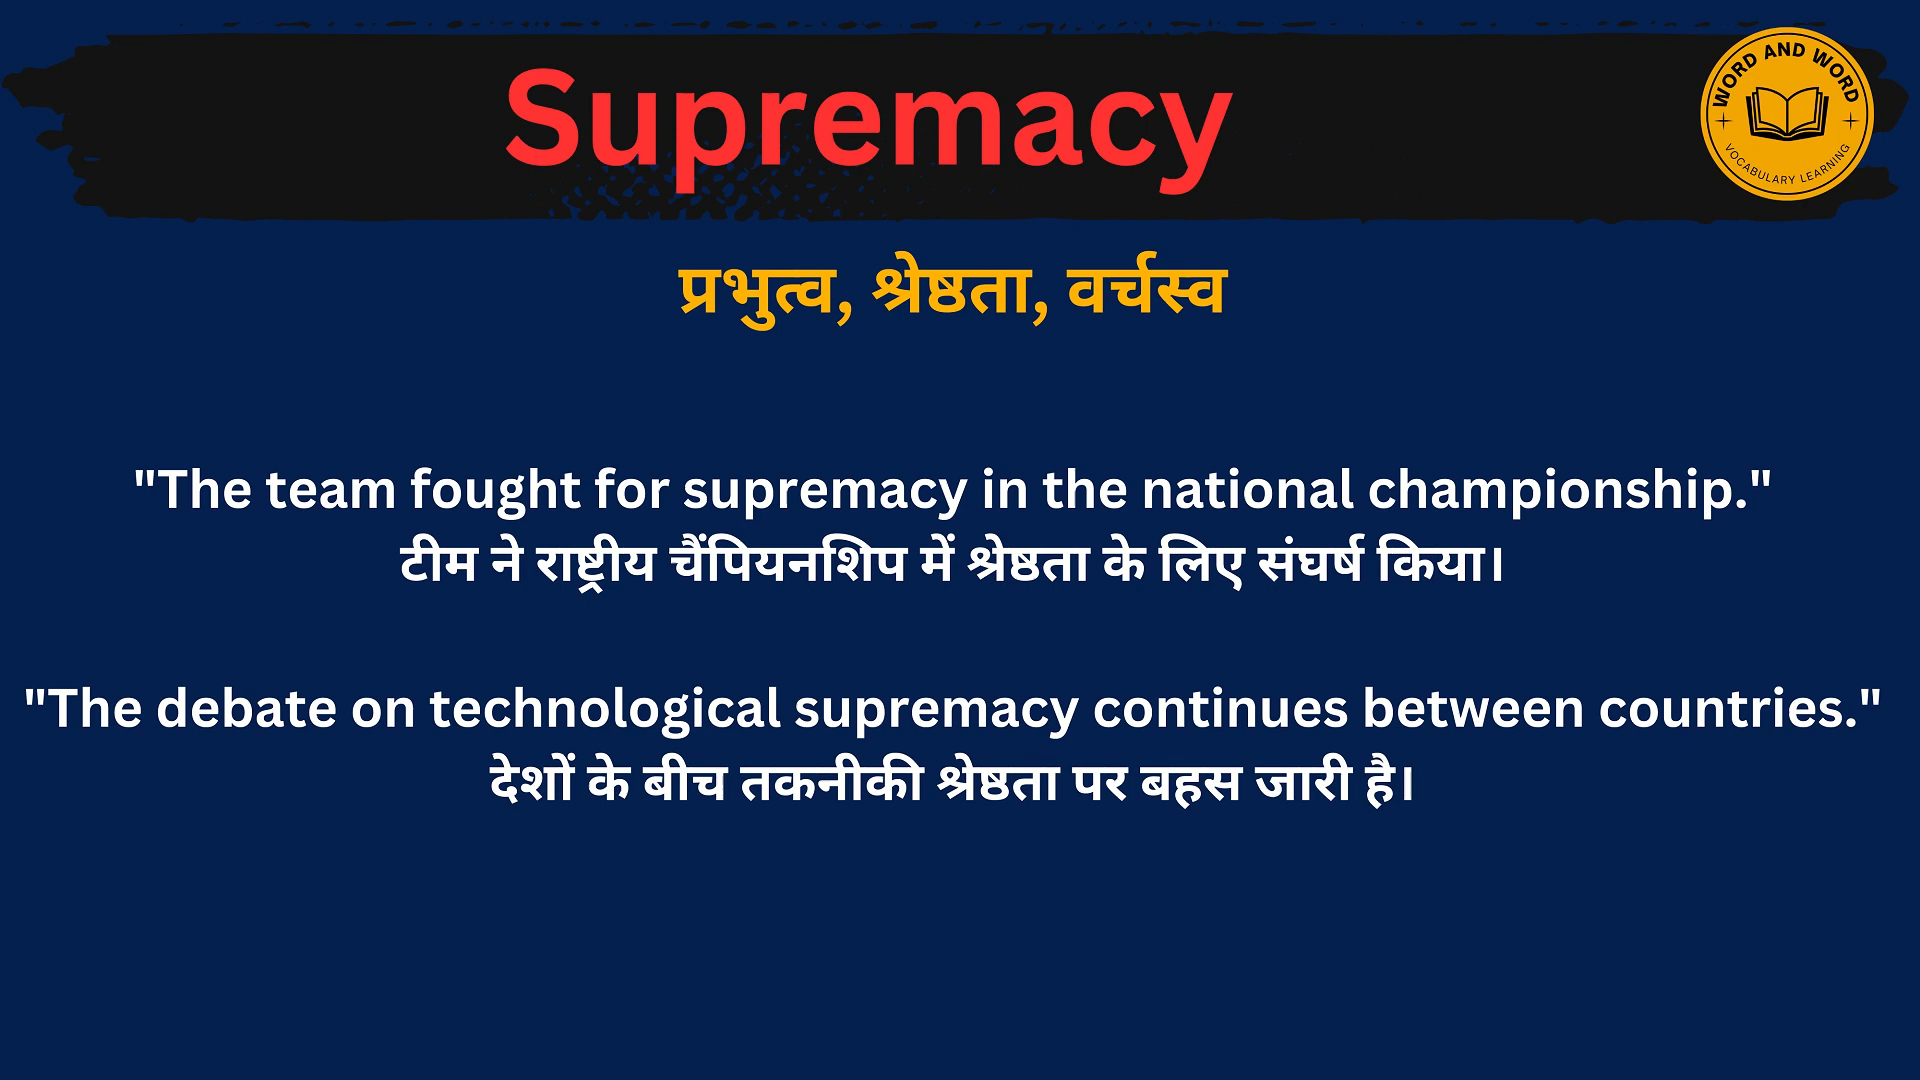 Supremacy
WORD AND WORD
VOCABULARY LEARNING
प्रभुत्व, श्रेष्ठता, वर्चस्व
"The team fought for supremacy in the national championship."
टीम ने राष्ट्रीय चैंपियनशिप में श्रेष्ठता के लिए संघर्ष किया।
"The debate on technological supremacy continues between countries."
देशों के बीच तकनीकी श्रेष्ठता पर बहस जारी है।